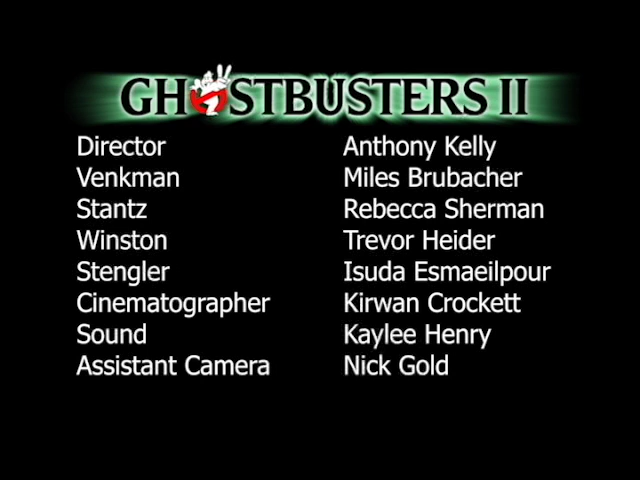 GHOSTBUSTERS II
Director Anthony Kelly
Venkman Miles Brubacher
Stantz Rebecca Sherman
Winston Trevor Heider
Stengler Isuda Esmaeilpour
Cinematographer Kirwan Crockett
Sound Kaylee Henry
Assistant Camera Nick Gold